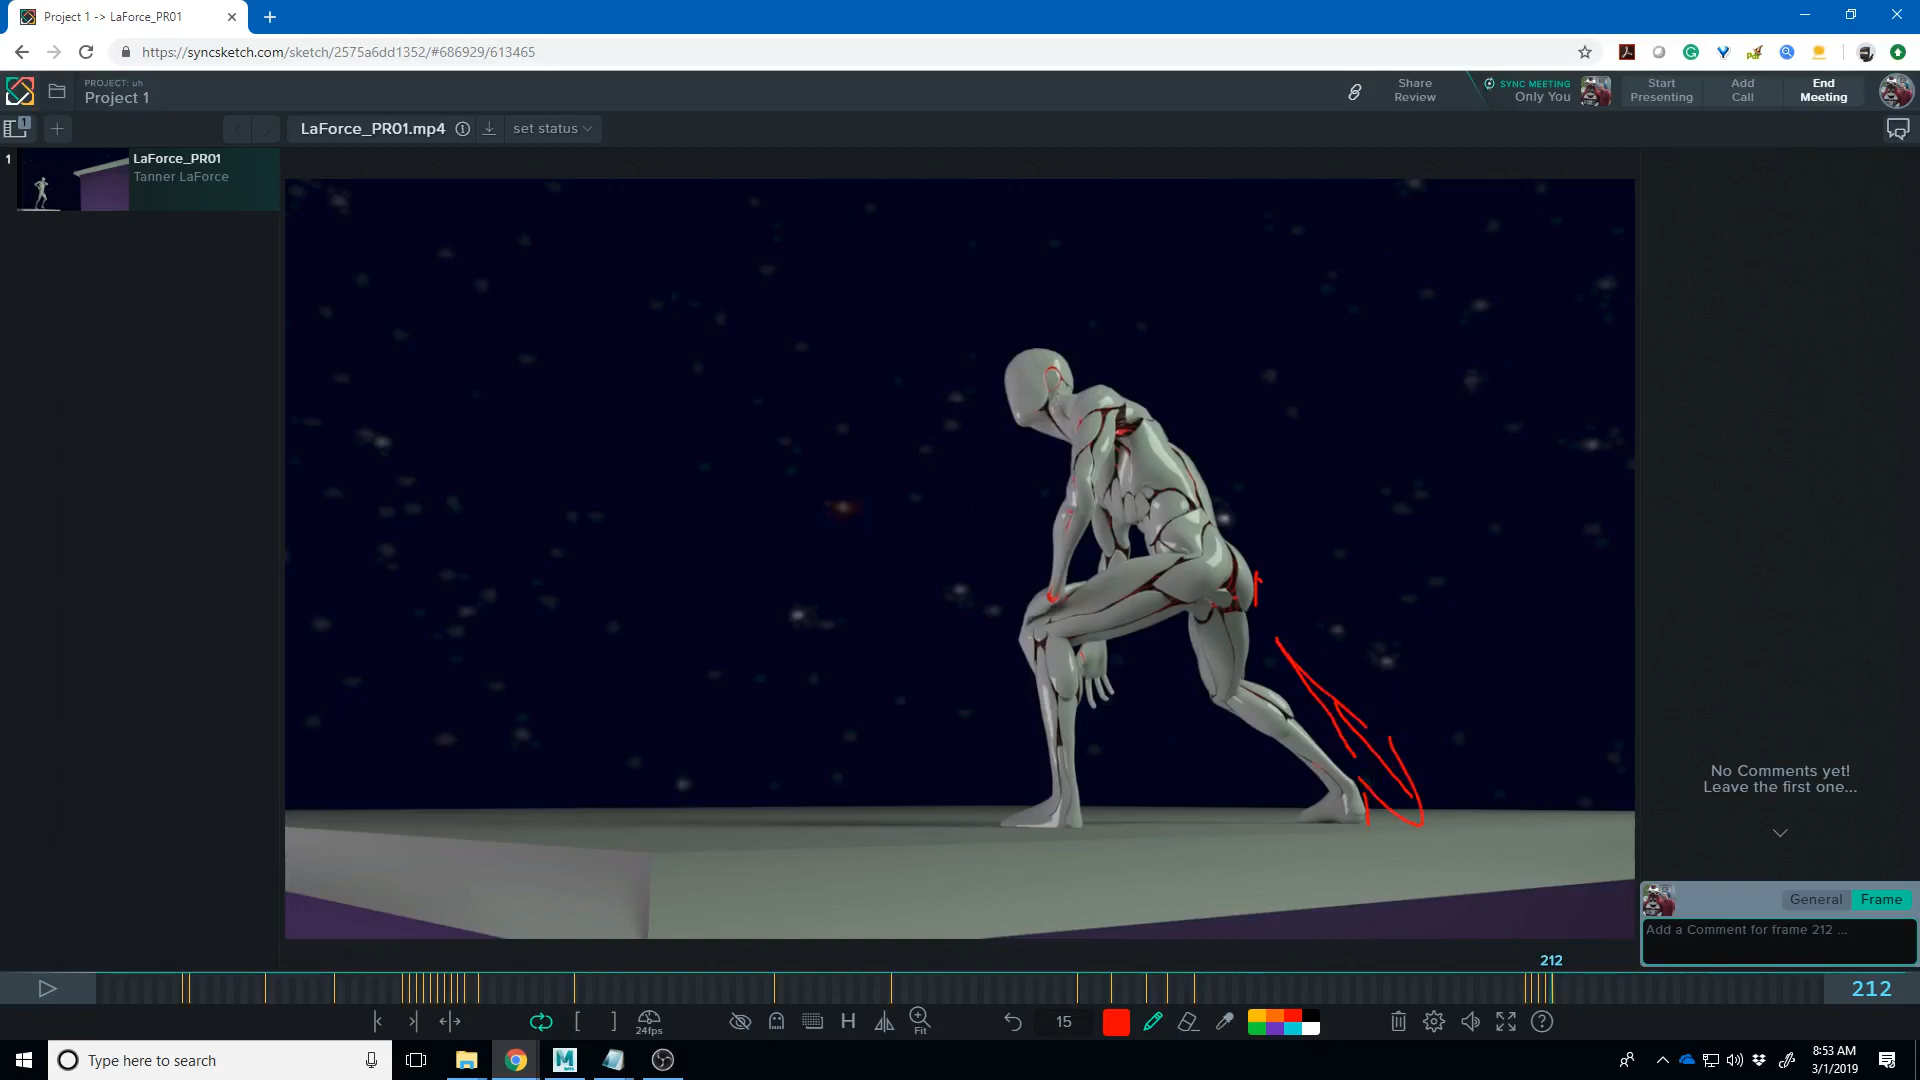 Project 1 -> LaForce_PR01
https://syncsketch.com/sketch/2575a6dd1352/#686929/613465
PROJECT: uh
Project 1
Share
Review
SYNC MEETING
Only You
Start
Presenting
Add
Call
End
Meeting
1
LaForce_PR01.mp4
set status
1
LaForce_PR01
Tanner LaForce
No Comments yet!
Leave the first one...
General
Frame
Add a Comment for frame 212 ...
212
212
24fps
H
Fit
15
Type here to search
8:53 AM
3/1/2019